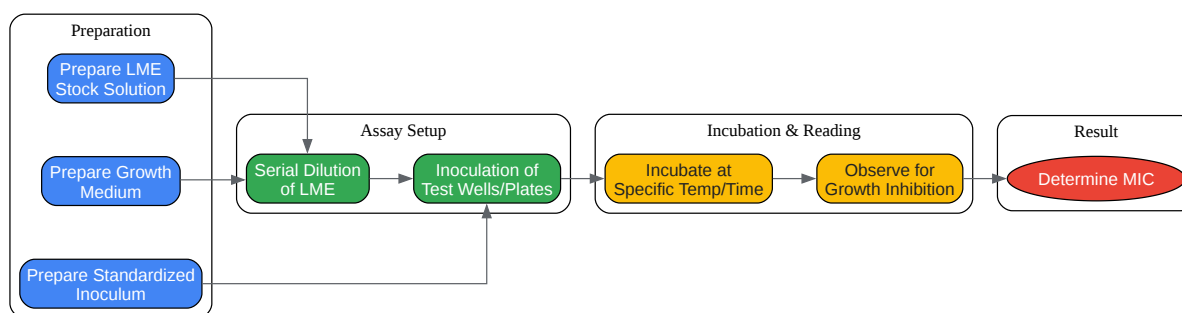 Preparation
Prepare LME
Stock Solution
Prepare Growth
Medium
Prepare Standardized
Inoculum
Assay Setup
Serial Dilution
of LME
Inoculation of
Test Wells/Plates
Incubation & Reading
Incubate at
Specific Temp/Time
Observe for
Growth Inhibition
Result
Determine MIC